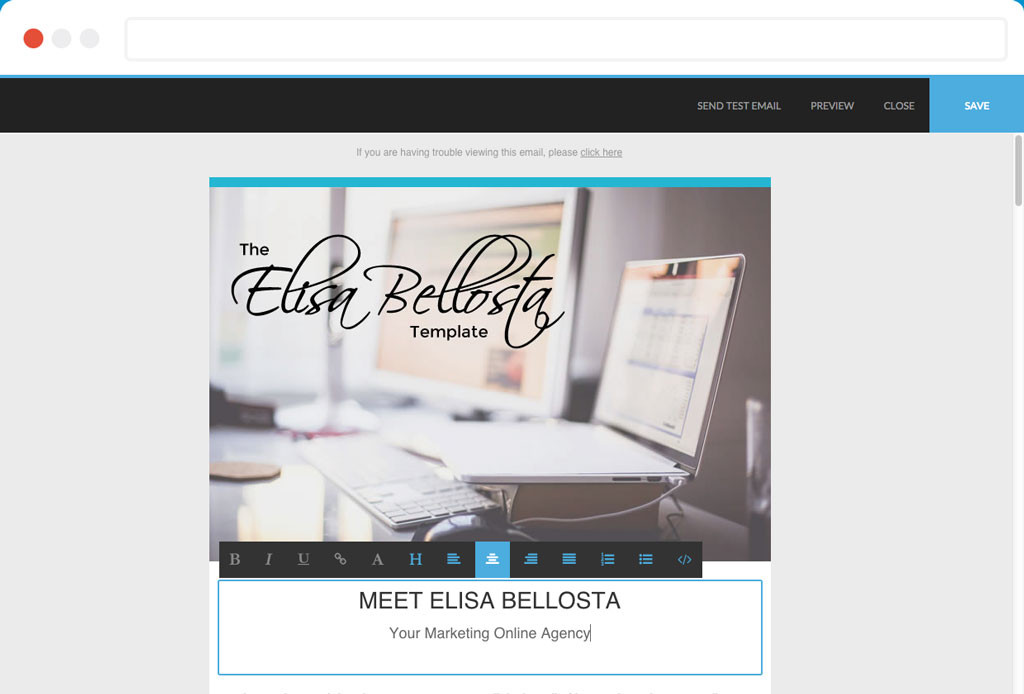 SEND TEST EMAIL PREVIEW CLOSE SAVE
If you are having trouble viewing this email, please click here
The
Elisa Bellosta
Template
B I U A H
MEET ELISA BELLOSTA
Your Marketing Online Agency